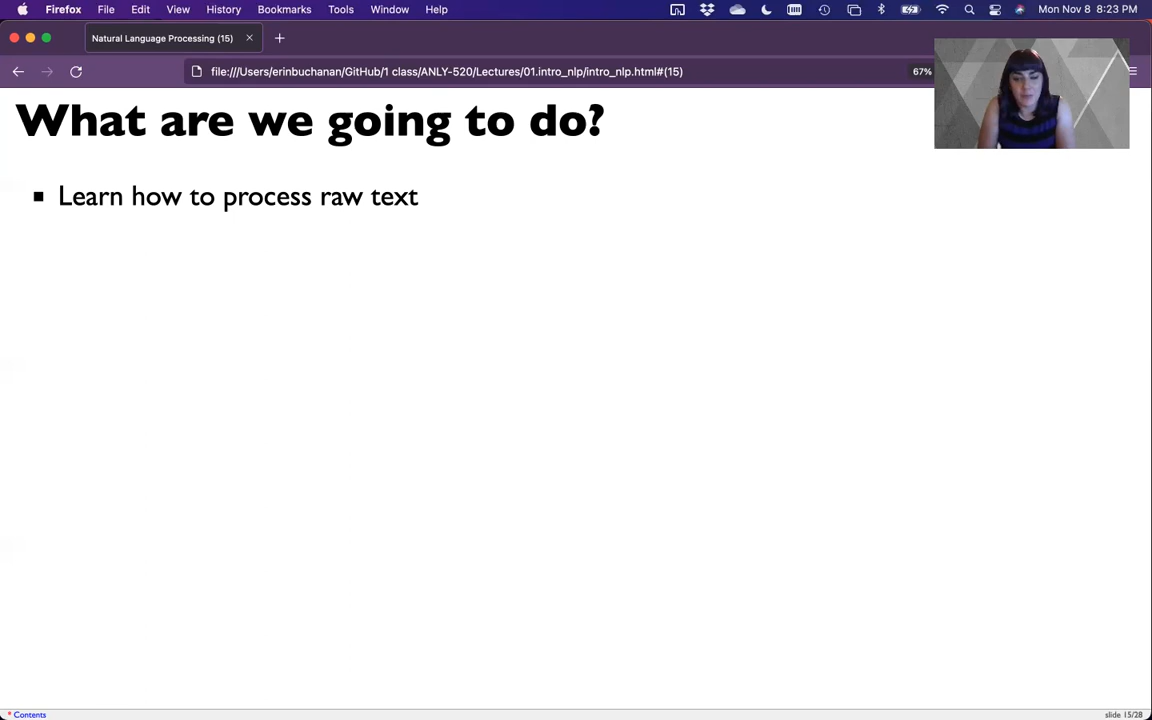 Firefox File Edit View History Bookmarks Tools Window Help Mon Nov 8 8:23 PM
Natural Language Processing (15)
file:///Users/erinbuchanan/GitHub/1 class/ANLY-520/Lectures/01.intro_nlp/intro_nlp.html#(15) 67%
What are we going to do?
Learn how to process raw text
* Contents slide 15/28